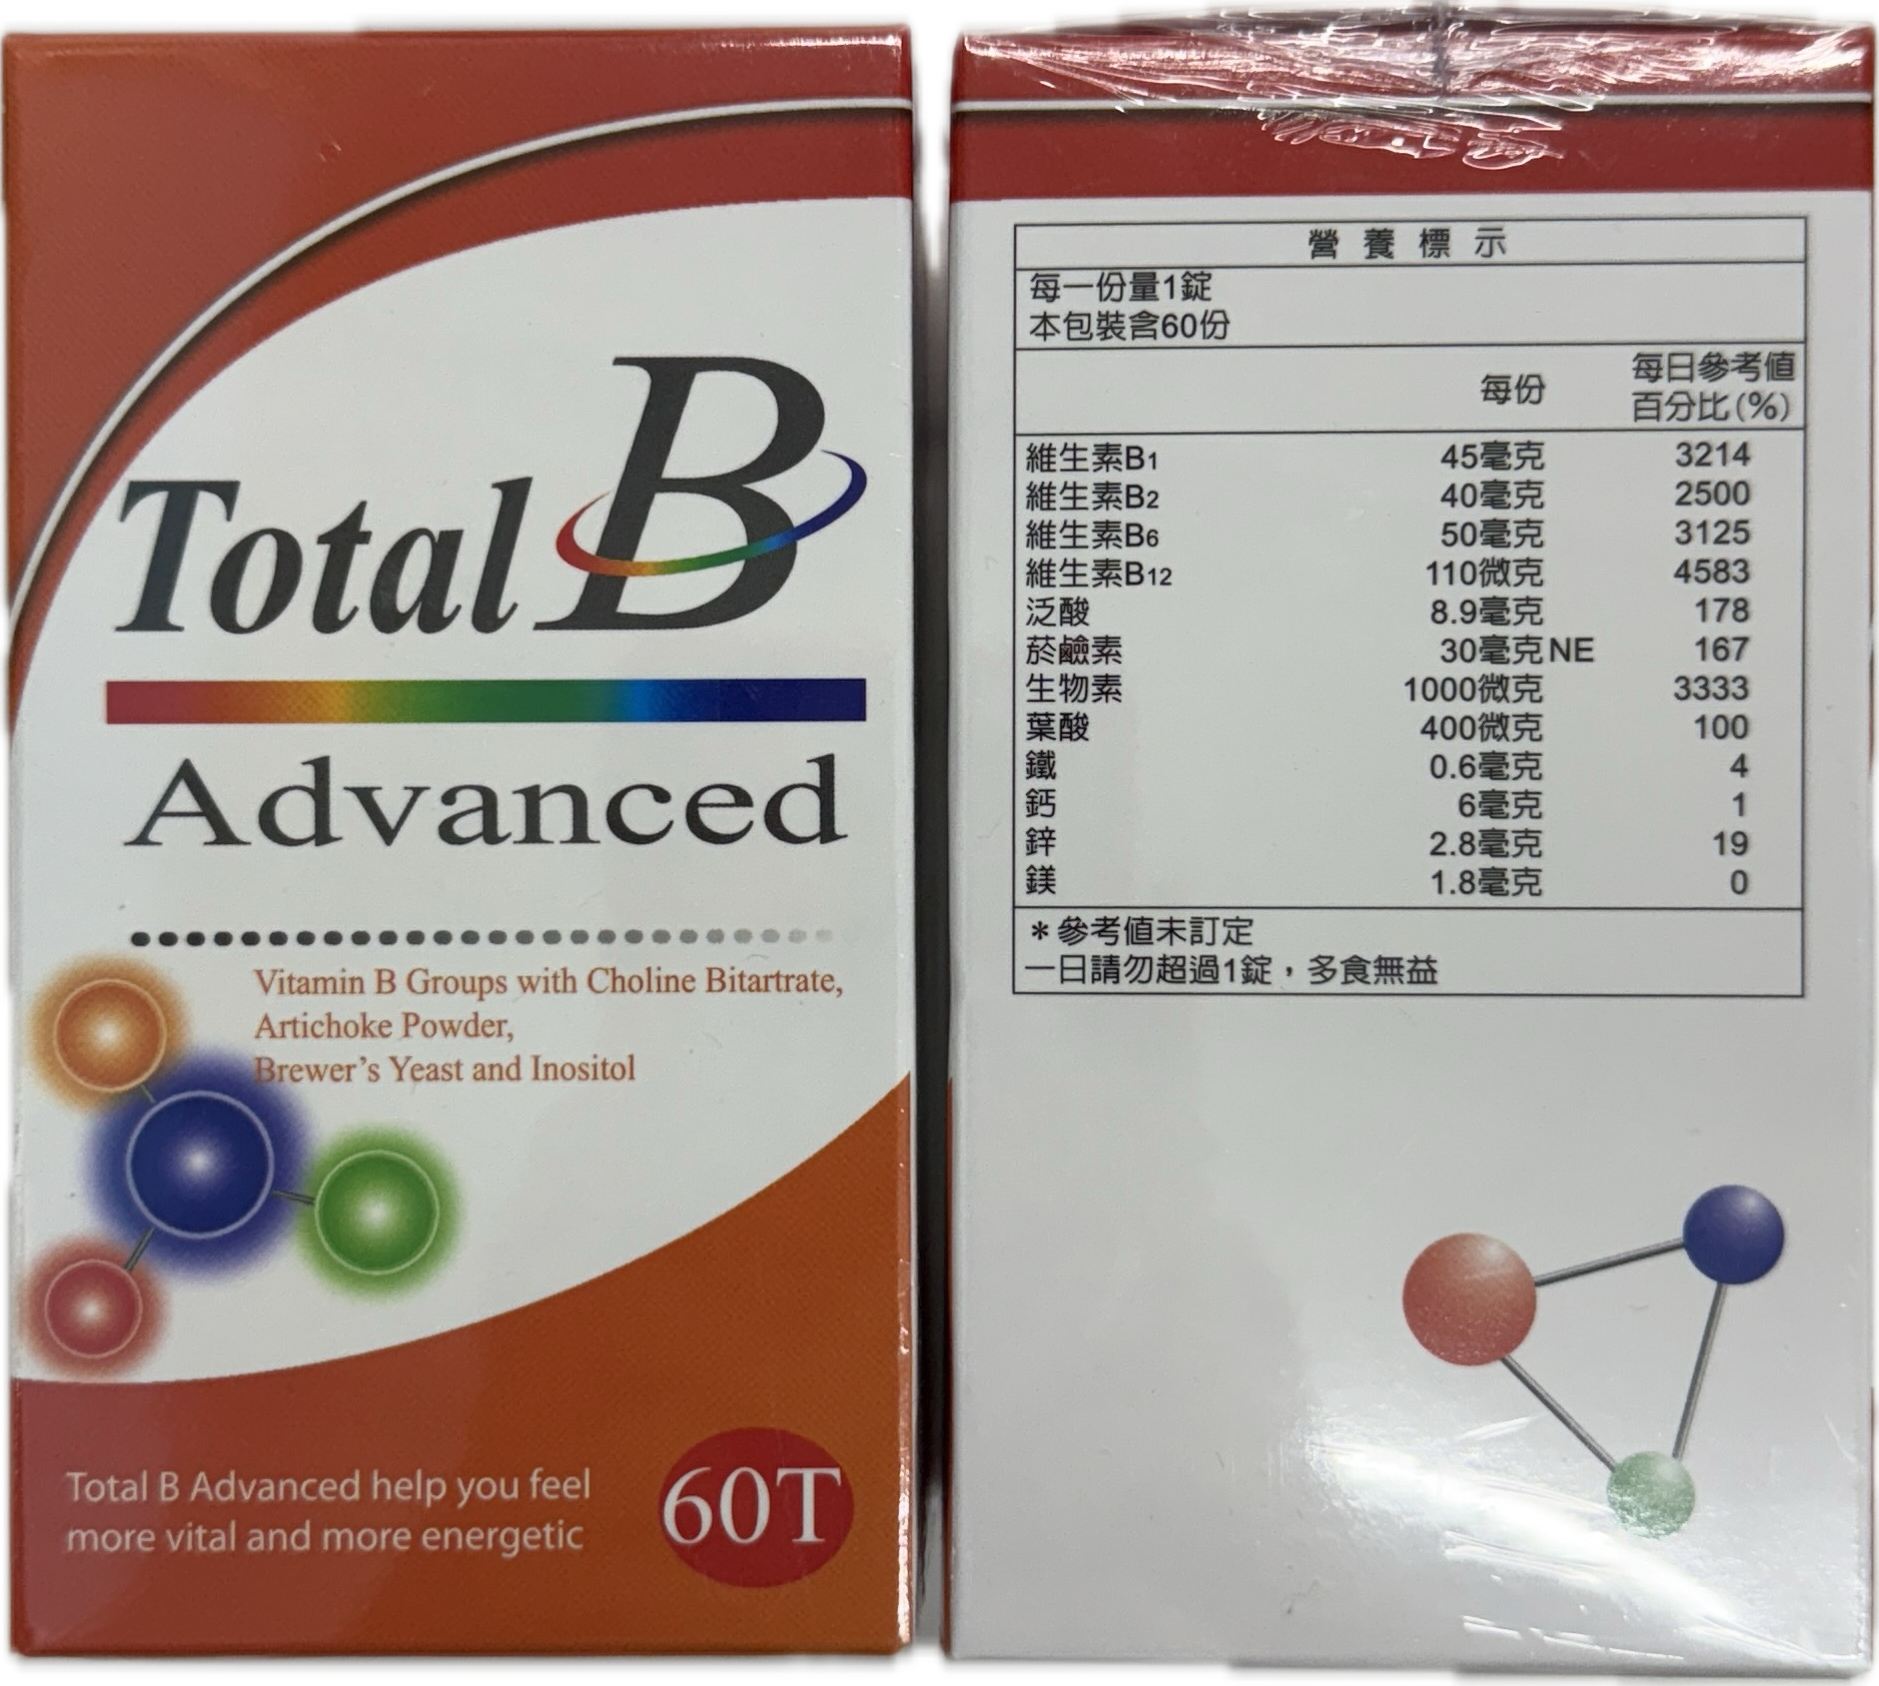 Total B
Advanced
Vitamin B Groups with Choline Bitartrate,
Artichoke Powder,
Brewer's Yeast and Inositol
Total B Advanced help you feel
more vital and more energetic
60T
營養標示
每一份量1錠
本包裝含60份
每份 每日參考值百分比(%)
維生素B1 45毫克 3214
維生素B2 40毫克 2500
維生素B6 50毫克 3125
維生素B12 110微克 4583
泛酸 8.9毫克 178
菸鹼素 30毫克NE 167
生物素 1000微克 3333
葉酸 400微克 100
鐵 0.6毫克 4
鈣 6毫克 1
鋅 2.8毫克 19
鎂 1.8毫克 0
*參考值未訂定
一日請勿超過1錠，多食無益